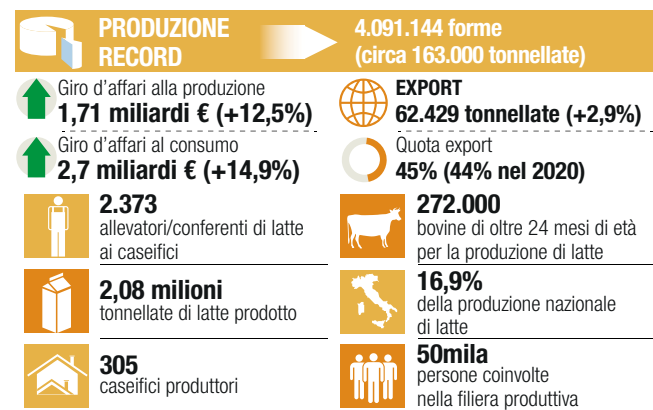 PRODUZIONE
RECORD
4.091.144 forme
(circa 163.000 tonnellate)
Giro d'affari alla produzione
1,71 miliardi € (+12,5%)
EXPORT
62.429 tonnellate (+2,9%)
Giro d'affari al consumo
2,7 miliardi € (+14,9%)
Quota export
45% (44% nel 2020)
2.373
allevatori/conferenti di latte
ai caseifici
272.000
bovine di oltre 24 mesi di età
per la produzione di latte
2,08 milioni
tonnellate di latte prodotto
16,9%
della produzione nazionale
di latte
305
caseifici produttori
50mila
persone coinvolte
nella filiera produttiva